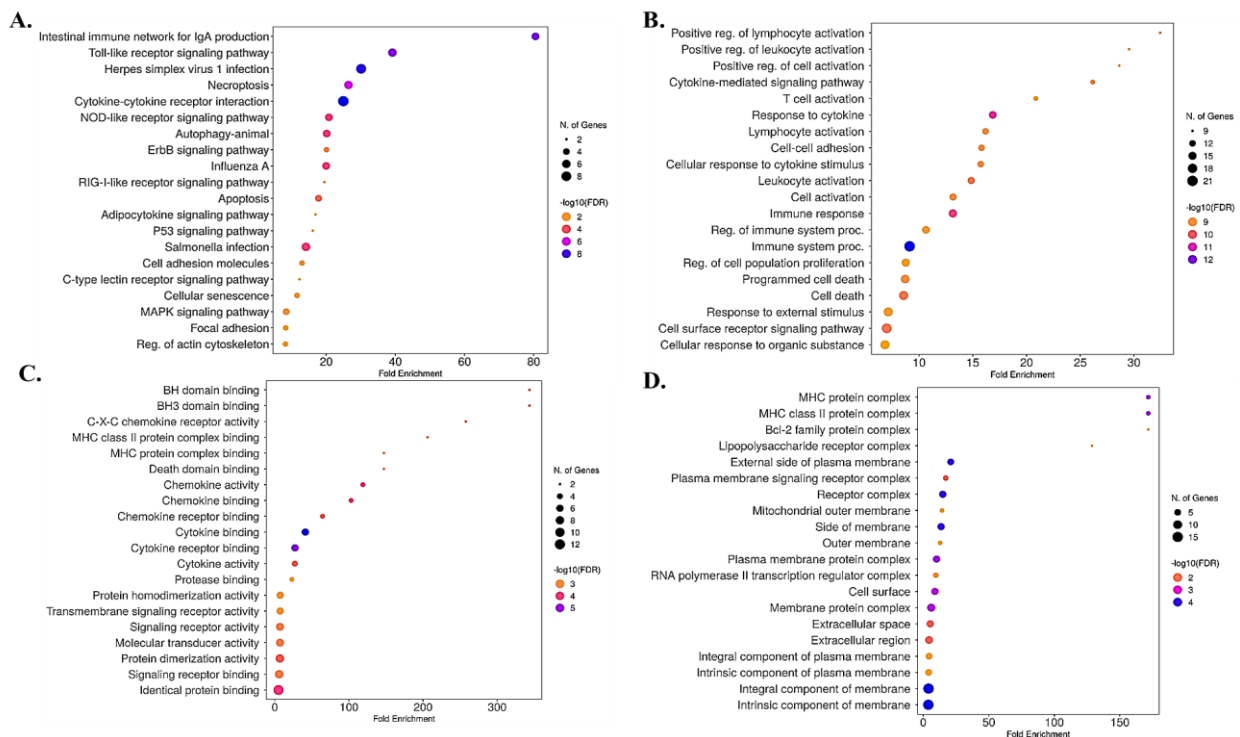 A.
Intestinal immune network for IgA production
Toll-like receptor signaling pathway
Herpes simplex virus 1 infection
Necroptosis
Cytokine-cytokine receptor interaction
NOD-like receptor signaling pathway
Autophagy-animal
ErbB signaling pathway
Influenza A
RIG-I-like receptor signaling pathway
Apoptosis
Adipocytokine signaling pathway
P53 signaling pathway
Salmonella infection
Cell adhesion molecules
C-type lectin receptor signaling pathway
Cellular senescence
MAPK signaling pathway
Focal adhesion
Reg. of actin cytoskeleton
20 40 60 80
Fold Enrichment
N. of Genes
2
4
6
8
-log10(FDR)
2
4
6
8
B.
Positive reg. of lymphocyte activation
Positive reg. of leukocyte activation
Positive reg. of cell activation
Cytokine-mediated signaling pathway
T cell activation
Response to cytokine
Lymphocyte activation
Cell-cell adhesion
Cellular response to cytokine stimulus
Leukocyte activation
Cell activation
Immune response
Reg. of immune system proc.
Immune system proc.
Reg. of cell population proliferation
Programmed cell death
Cell death
Response to external stimulus
Cell surface receptor signaling pathway
Cellular response to organic substance
10 15 20 25 30
Fold Enrichment
N. of Genes
9
12
15
18
21
-log10(FDR)
9
10
11
12
C.
BH domain binding
BH3 domain binding
C-X-C chemokine receptor activity
MHC class II protein complex binding
MHC protein complex binding
Death domain binding
Chemokine activity
Chemokine binding
Chemokine receptor binding
Cytokine binding
Cytokine receptor binding
Cytokine activity
Protease binding
Protein homodimerization activity
Transmembrane signaling receptor activity
Signaling receptor activity
Molecular transducer activity
Protein dimerization activity
Signaling receptor binding
Identical protein binding
0 100 200 300
Fold Enrichment
N. of Genes
2
4
6
8
10
12
-log10(FDR)
3
4
5
D.
MHC protein complex
MHC class II protein complex
Bcl-2 family protein complex
Lipopolysaccharide receptor complex
External side of plasma membrane
Plasma membrane signaling receptor complex
Receptor complex
Mitochondrial outer membrane
Side of membrane
Outer membrane
Plasma membrane protein complex
RNA polymerase II transcription regulator complex
Cell surface
Membrane protein complex
Extracellular space
Extracellular region
Integral component of plasma membrane
Intrinsic component of plasma membrane
Integral component of membrane
Intrinsic component of membrane
0 50 100 150
Fold Enrichment
N. of Genes
5
10
15
-log10(FDR)
2
3
4